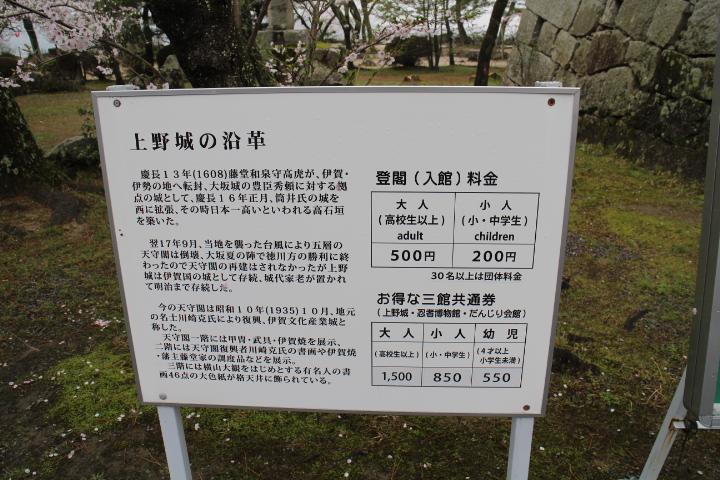 上野城の沿革
慶長13年(1608)藤堂和泉守高虎が、伊賀・
伊勢の地へ転封、大坂城の豊臣秀頼に対する拠
点の城として、慶長16年正月、筒井氏の城を
西に拡張、その時日本一高いといわれる高石垣
を築いた。
翌17年9月、当地を襲った台風により五層の
天守閣は倒壊、大坂夏の陣で徳川方の勝利に終
わったので天守閣の再建はされなかったが上野
城は伊賀国の城として存続、城代家老が置かれ
て明治まで存続した。
今の天守閣は昭和10年(1935)10月、地元
の名士川崎克氏により復興、伊賀文化産業城と
称した。
天守閣一階には甲冑・武具・伊賀焼を展示、
二階には天守閣復興者川崎克氏の書画や伊賀焼
・藩主藤堂家の調度品などを展示。
三階には横山大観をはじめとする有名人の書
画46点の大色紙が格天井に飾られている。
登閣(入館)料金
大人 小人
(高校生以上) (小・中学生)
adult children
500円 200円
30名以上は団体料金
お得な三館共通券
(上野城・忍者博物館・だんじり会館)
大人 小人 幼児
(高校生以上) (小・中学生) (4才以上
小学生未満)
1,500 850 550